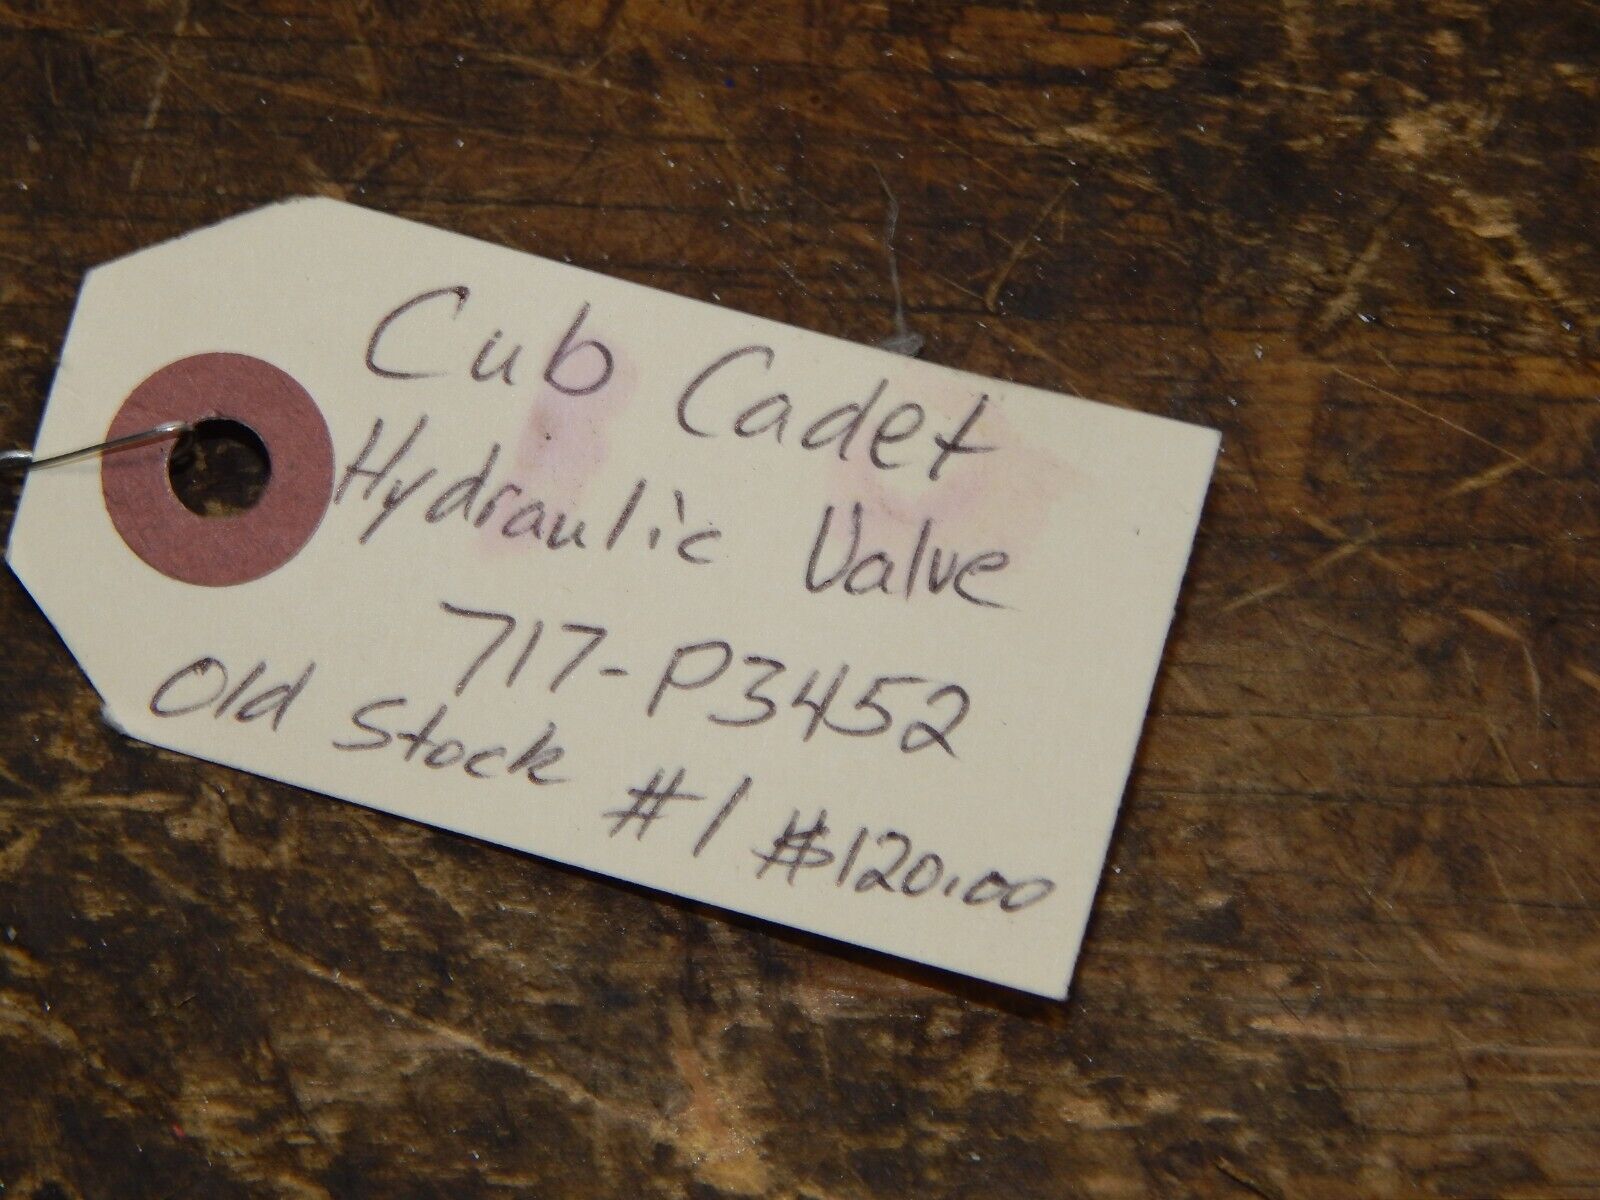 Cub Cadet
Hydraulic Valve
717-P3452
Old Stock #1 $120.00